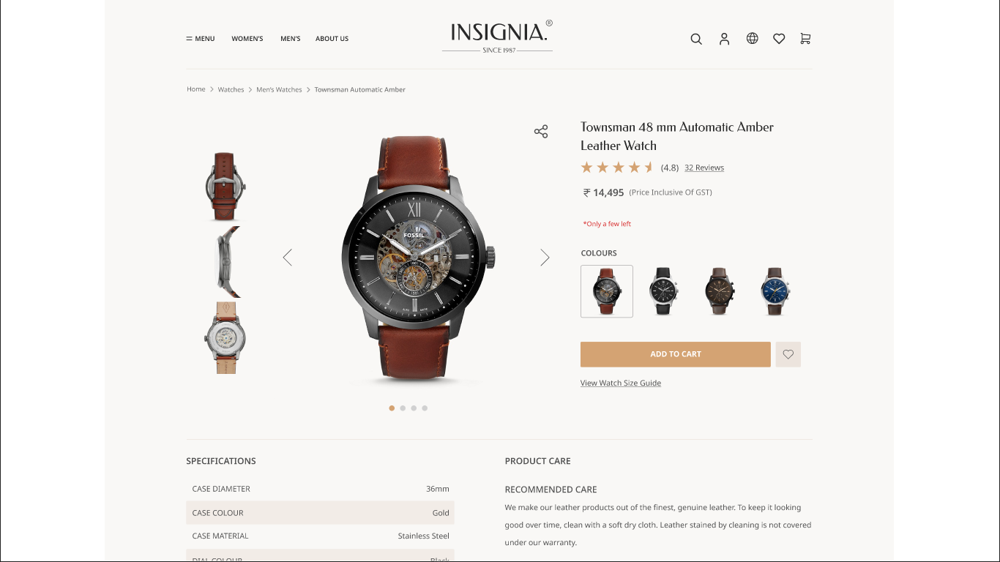 MENU
WOMEN'S
MEN'S
ABOUT US
INSIGNIA.®
SINCE 1987
Home > Watches > Men's Watches > Townsman Automatic Amber
Townsman 48 mm Automatic Amber
Leather Watch
(4.8) 32 Reviews
₹ 14,495 (Price Inclusive Of GST)
*Only a few left
COLOURS
XII
FOSSIL
ADD TO CART
View Watch Size Guide
SPECIFICATIONS
CASE DIAMETER 36mm
CASE COLOUR Gold
CASE MATERIAL Stainless Steel
DIAL COLOUR Black
PRODUCT CARE
RECOMMENDED CARE
We make our leather products out of the finest, genuine leather. To keep it looking
good over time, clean with a soft dry cloth. Leather stained by cleaning is not covered
under our warranty.